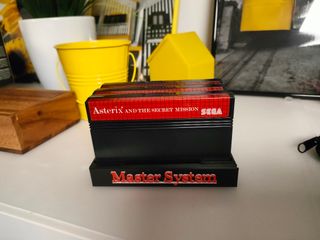 Asterix AND THE SECRET MISSION SEGA
Master System